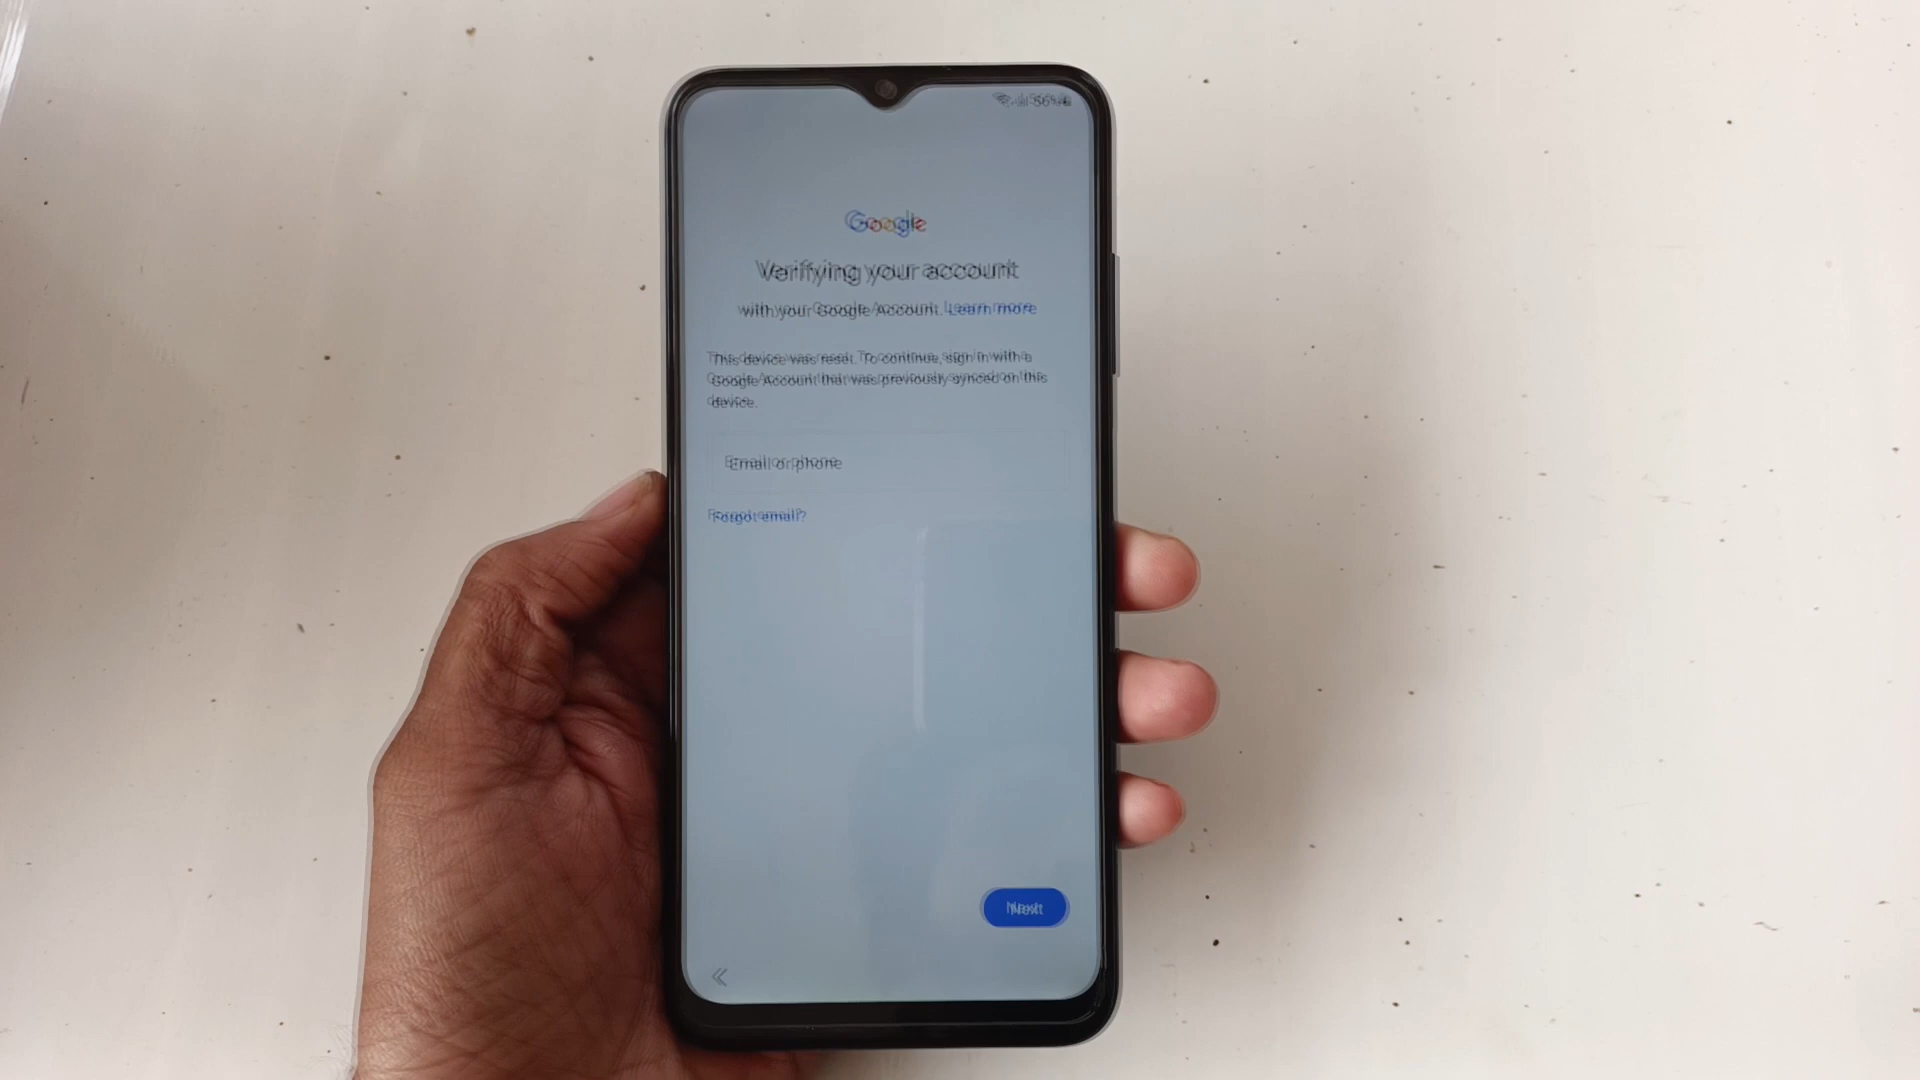 56%
Google
Verifying your account
with your Google Account. Learn more
This device was reset. To continue, sign in with a
Google Account that was previously synced on this
device.
Email or phone
Forgot email?
Next